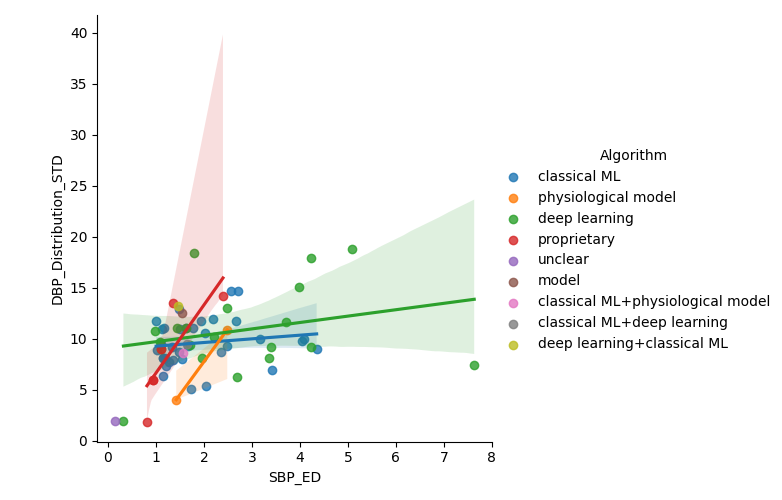 40
35
30
25
20
15
10
5
0
DBP_Distribution_STD
0 1 2 3 4 5 6 7 8
SBP_ED
Algorithm
classical ML
physiological model
deep learning
proprietary
unclear
model
classical ML+physiological model
classical ML+deep learning
deep learning+classical ML